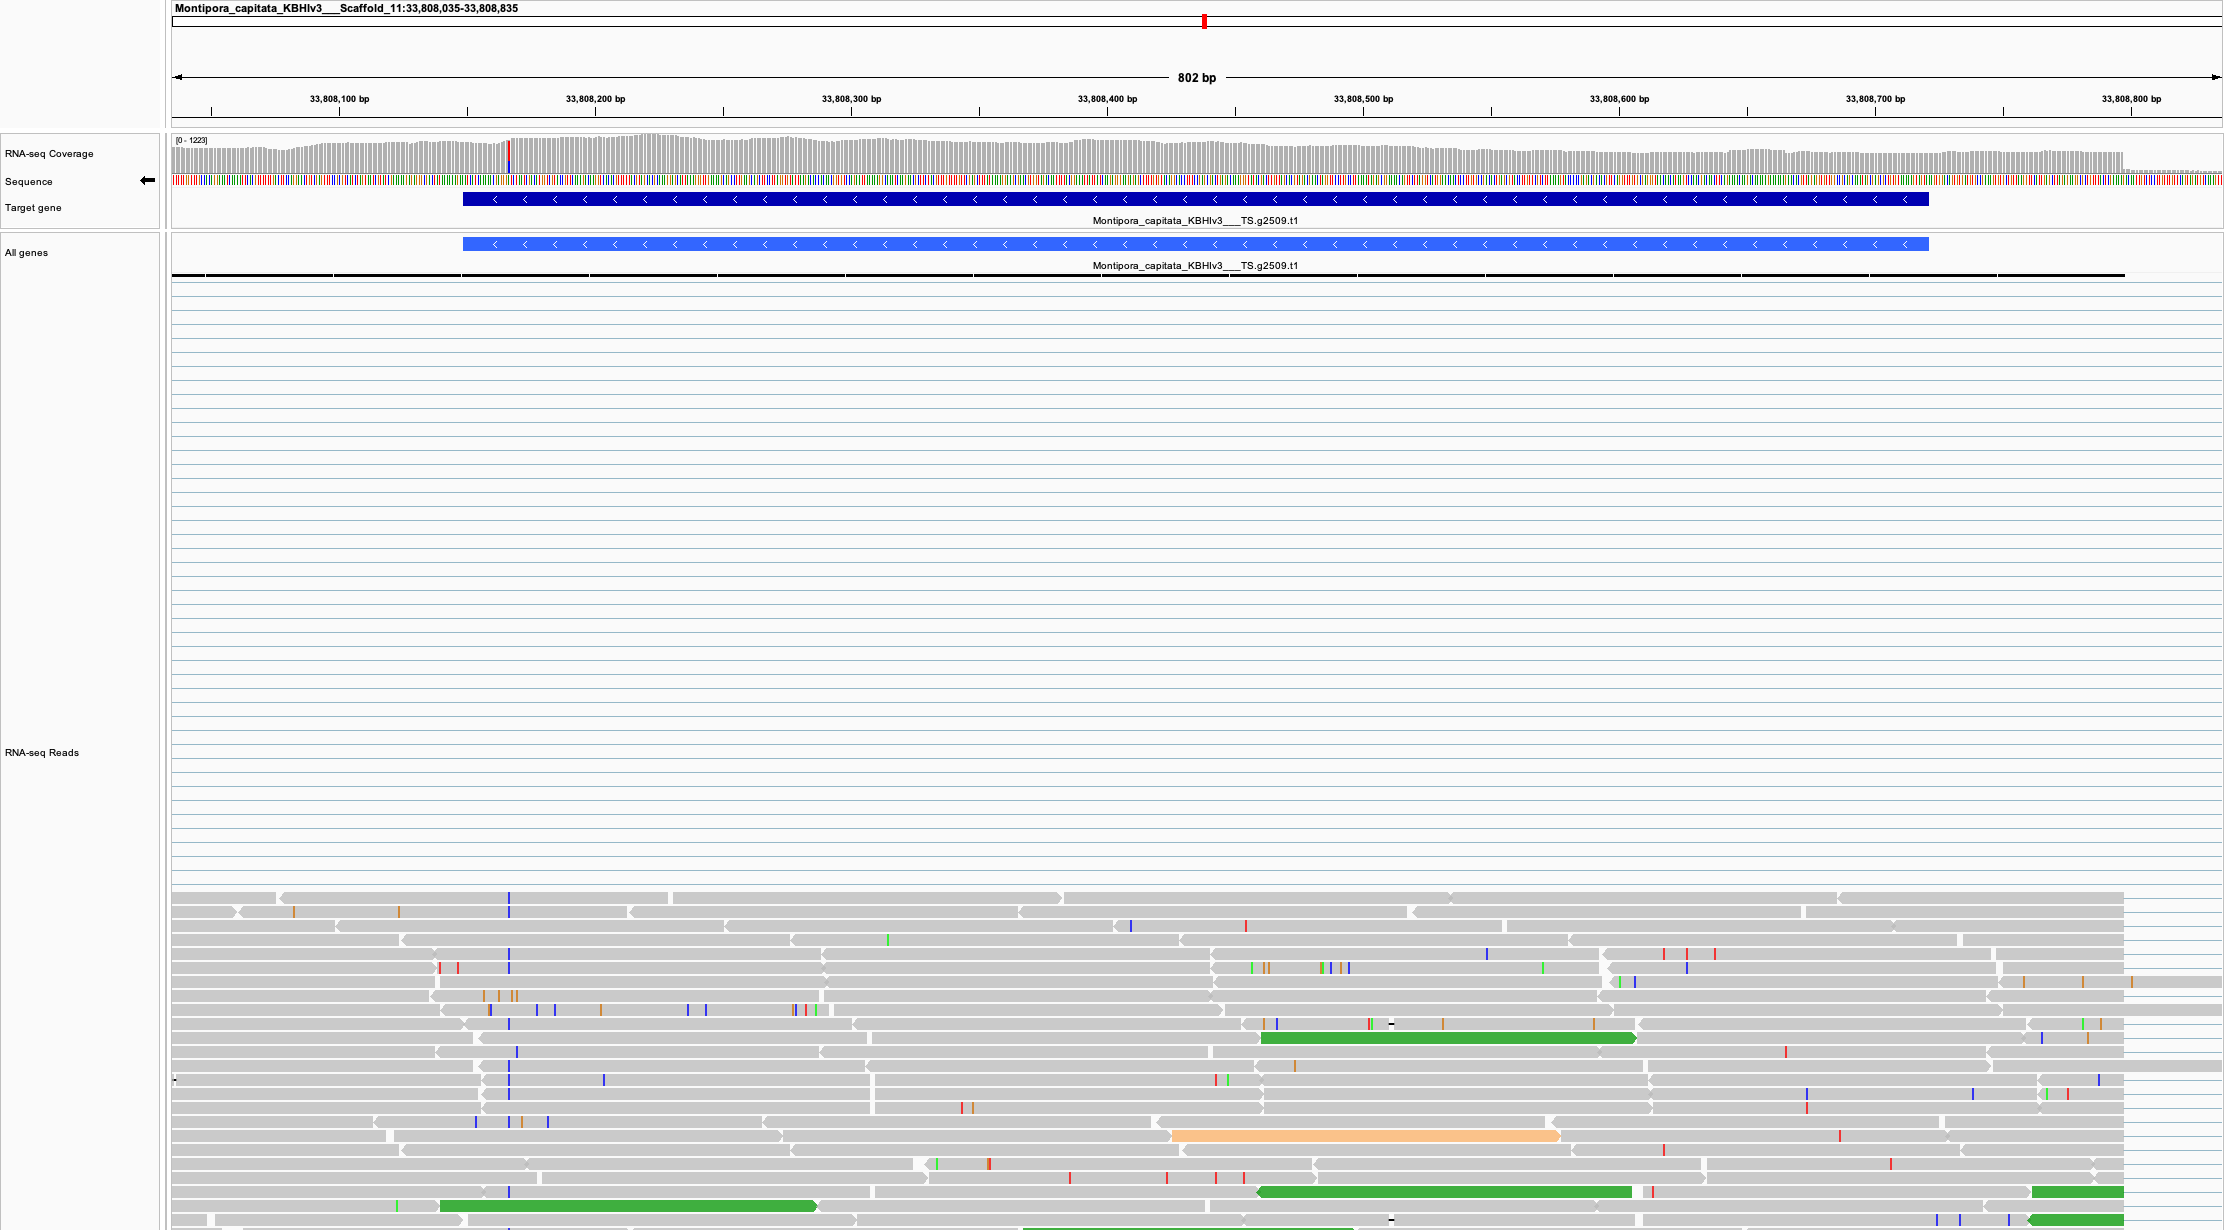 Montipora_capitata_KBHIv3___Scaffold_11:33,808,035-33,808,835
802 bp
33,808,100 bp 33,808,200 bp 33,808,300 bp 33,808,400 bp 33,808,500 bp 33,808,600 bp 33,808,700 bp 33,808,800 bp
[0 - 1223]
RNA-seq Coverage
Sequence
Target gene
Montipora_capitata_KBHIv3___TS.g2509.t1
All genes
Montipora_capitata_KBHIv3___TS.g2509.t1
RNA-seq Reads